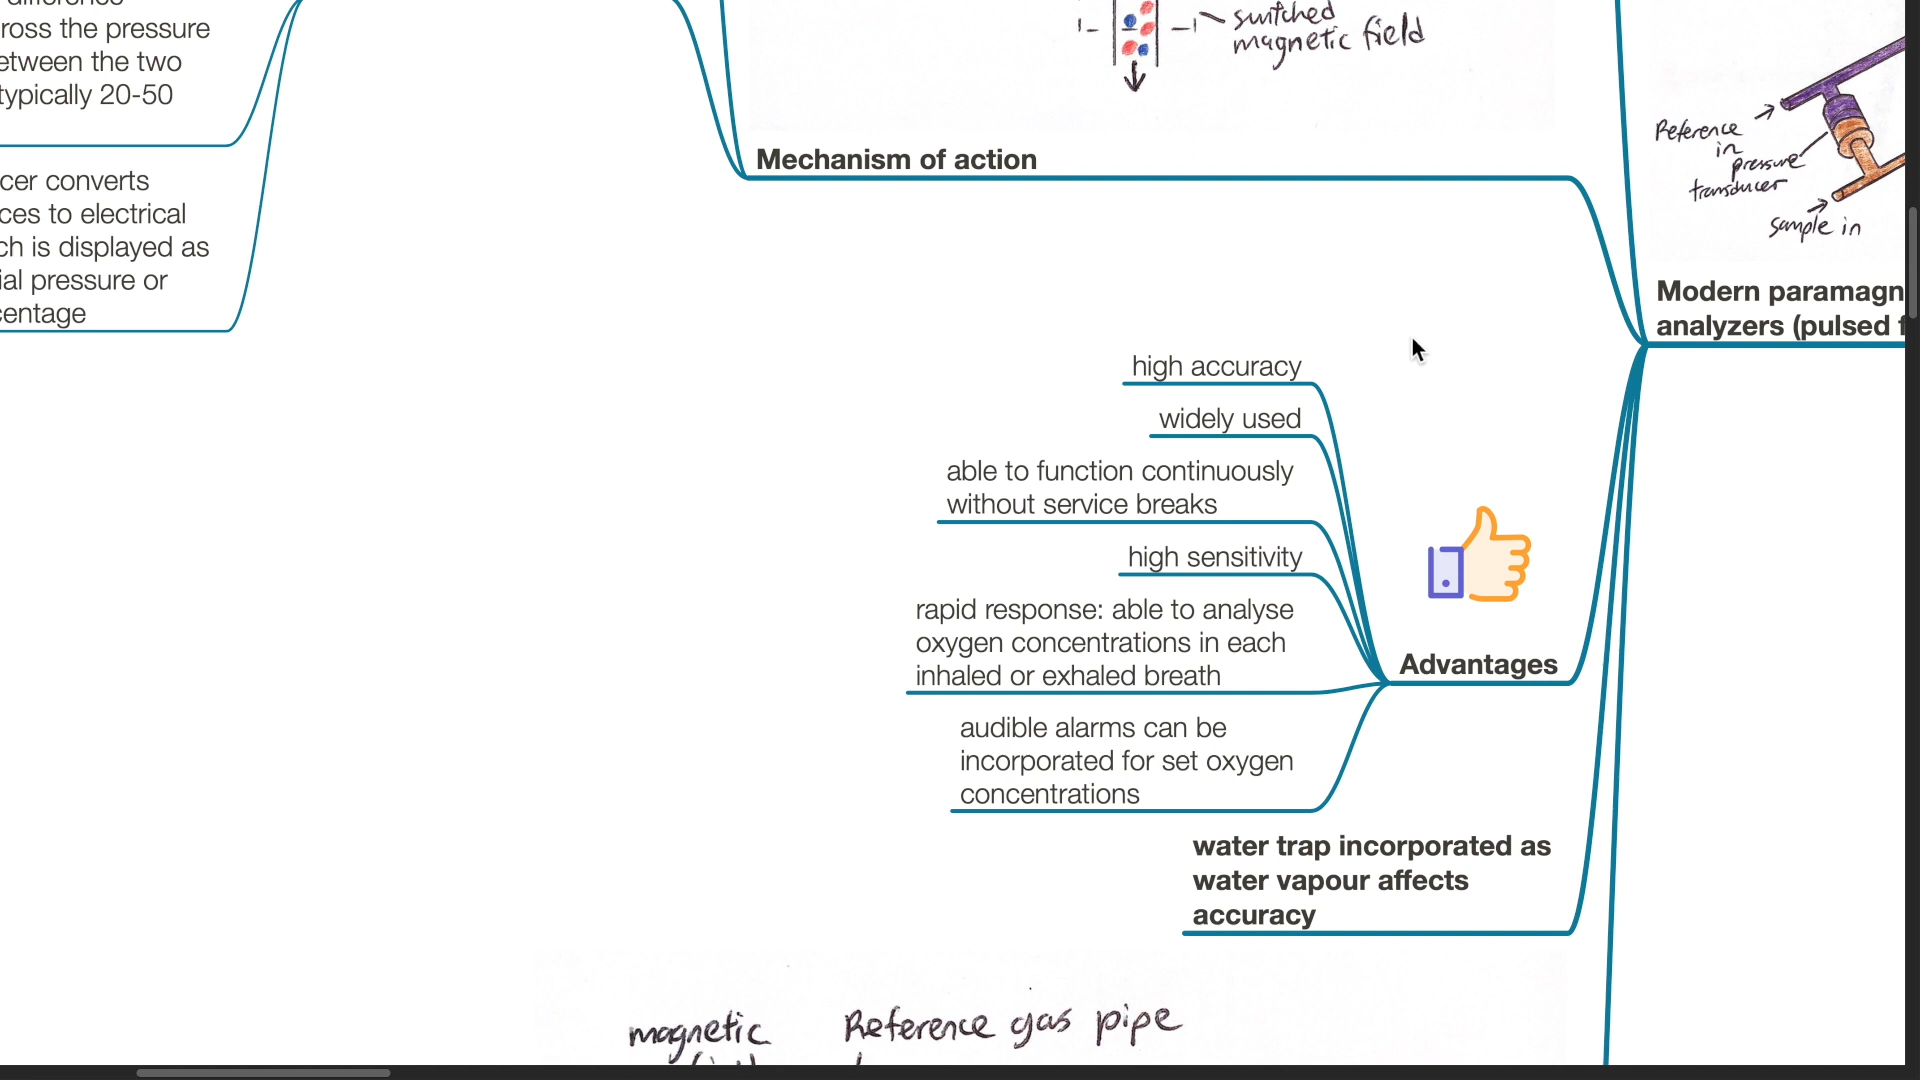 difference
ross the pressure
etween the two
typically 20-50
cer converts
ces to electrical
ch is displayed as
ial pressure or
centage
switched
magnetic field
Mechanism of action
Reference
in
pressure
transducer
sample in
Modern paramagn
analyzers (pulsed f
high accuracy
widely used
able to function continuously
without service breaks
high sensitivity
rapid response: able to analyse
oxygen concentrations in each
inhaled or exhaled breath
audible alarms can be
incorporated for set oxygen
concentrations
Advantages
water trap incorporated as
water vapour affects
accuracy
magnetic
Reference gas pipe